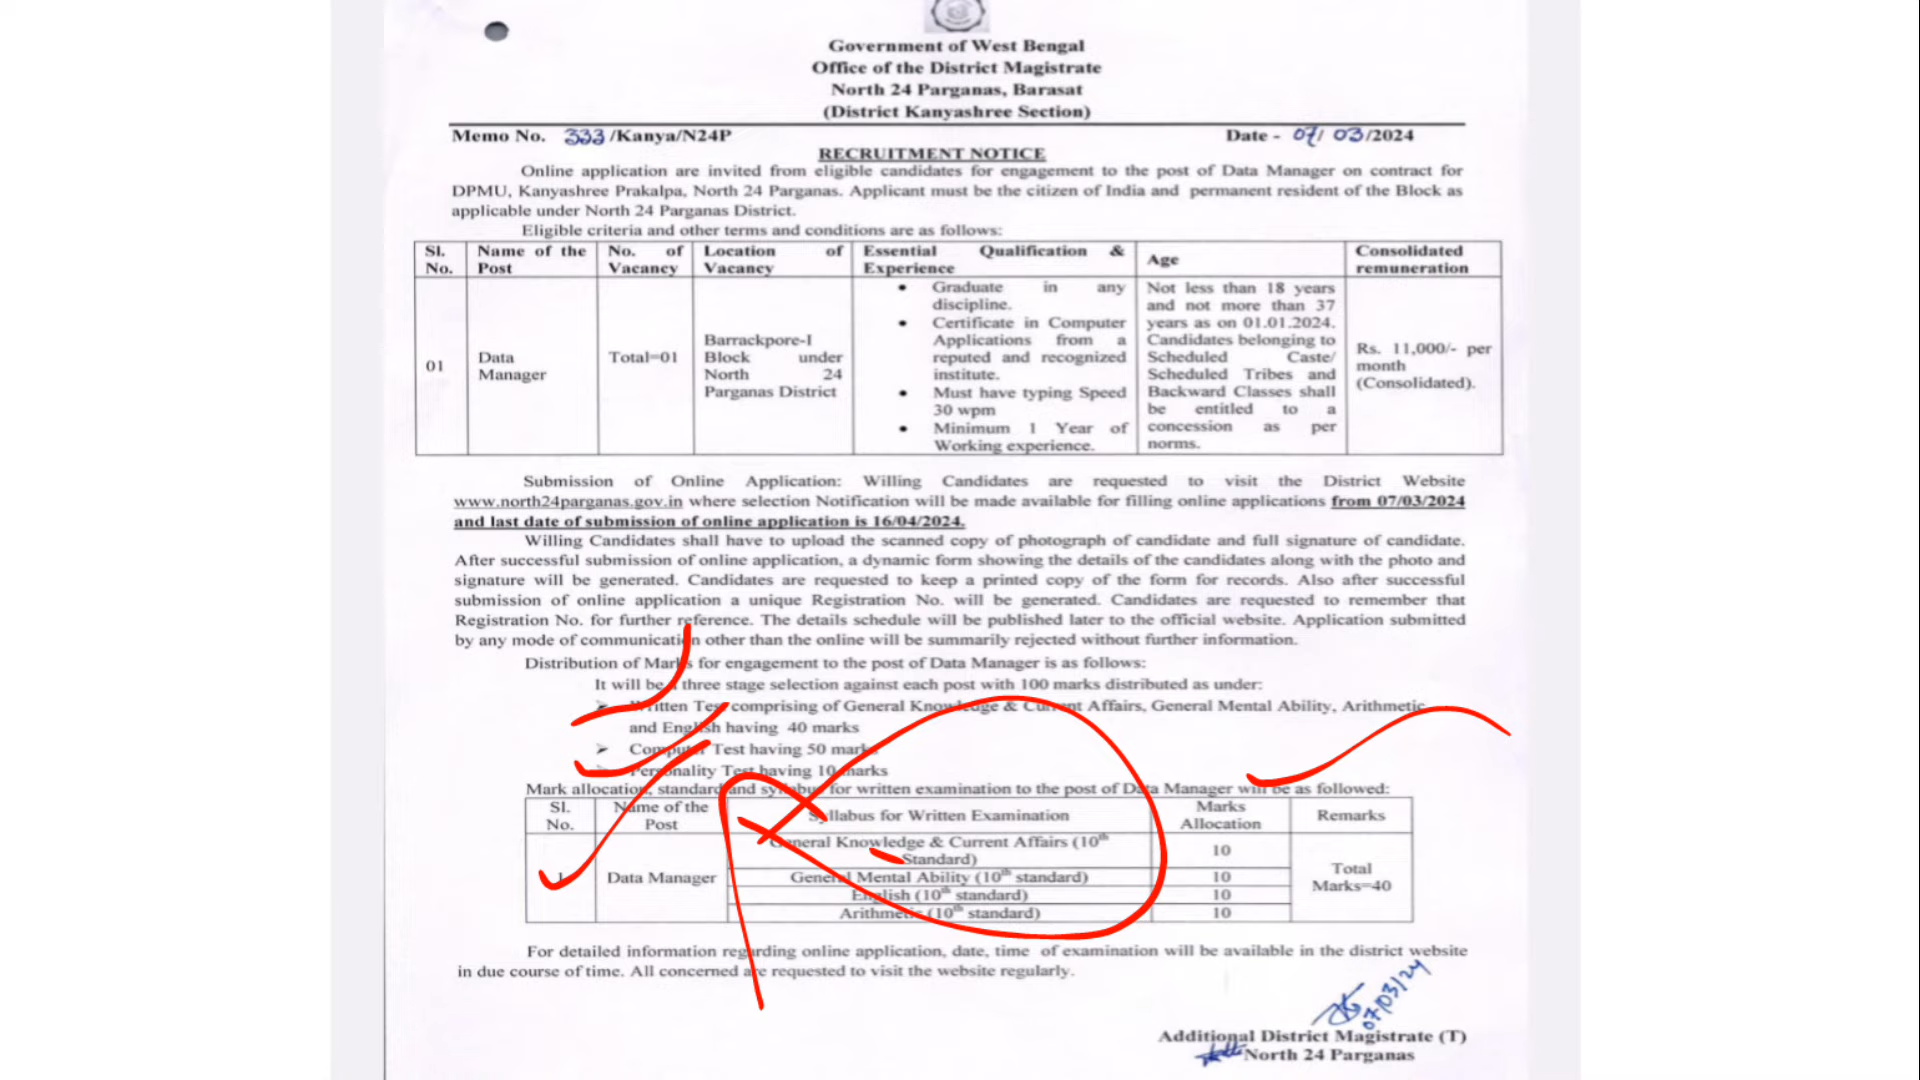 Government of West Bengal
Office of the District Magistrate
North 24 Parganas, Barasat
(District Kanyashree Section)
Memo No. 333/Kanya/N24P Date - 07/03/2024
RECRUITMENT NOTICE
Online application are invited from eligible candidates for engagement to the post of Data Manager on contract for
DPMU, Kanyashree Prakalpa, North 24 Parganas. Applicant must be the citizen of India and permanent resident of the Block as
applicable under North 24 Parganas District.
Eligible criteria and other terms and conditions are as follows:
Sl. No.
Name of the Post
No. of Vacancy
Location of Vacancy
Essential Qualification & Experience
Age
Consolidated remuneration
01
Data Manager
Total=01
Barrackpore-I
Block under
North 24
Parganas District
• Graduate in any
discipline.
• Certificate in Computer
Applications from a
reputed and recognized
institute.
• Must have typing Speed
30 wpm
• Minimum 1 Year of
Working experience.
Not less than 18 years
and not more than 37
years as on 01.01.2024.
Candidates belonging to
Scheduled Caste/
Scheduled Tribes and
Backward Classes shall
be entitled to a
concession as per
norms.
Rs. 11,000/- per
month
(Consolidated).
Submission of Online Application: Willing Candidates are requested to visit the District Website
www.north24parganas.gov.in where selection Notification will be made available for filling online applications from 07/03/2024
and last date of submission of online application is 16/04/2024.
Willing Candidates shall have to upload the scanned copy of photograph of candidate and full signature of candidate.
After successful submission of online application, a dynamic form showing the details of the candidates along with the photo and
signature will be generated. Candidates are requested to keep a printed copy of the form for records. Also after successful
submission of online application a unique Registration No. will be generated. Candidates are requested to remember that
Registration No. for further reference. The details schedule will be published later to the official website. Application submitted
by any mode of communication other than the online will be summarily rejected without further information.
Distribution of Marks for engagement to the post of Data Manager is as follows:
It will be a three stage selection against each post with 100 marks distributed as under:
➢ Written Test comprising of General Knowledge & Current Affairs, General Mental Ability, Arithmetic
and English having 40 marks
➢ Computer Test having 50 marks
➢ Personality Test having 10 marks
Mark allocation, standard and syllabus for written examination to the post of Data Manager will be as followed:
Sl. No.
Name of the Post
Syllabus for Written Examination
Marks Allocation
Remarks
Data Manager
General Knowledge & Current Affairs (10th
Standard)
10
General Mental Ability (10th standard)
10
English (10th standard)
10
Arithmetic (10th standard)
10
Total
Marks=40
For detailed information regarding online application, date, time of examination will be available in the district website
in due course of time. All concerned are requested to visit the website regularly.
07/03/24
Additional District Magistrate (T)
North 24 Parganas